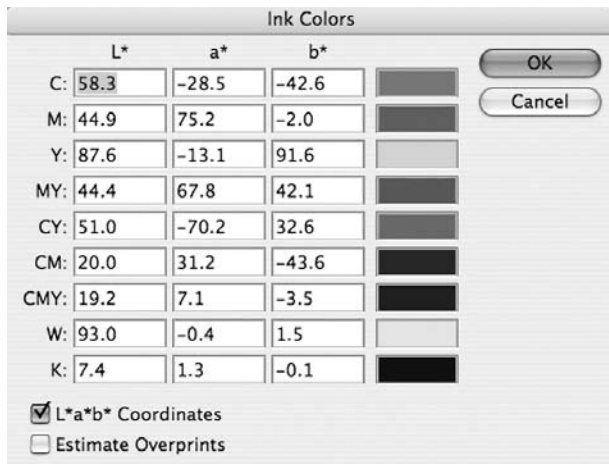 Ink Colors
L* a* b*
OK
C: 58.3 −28.5 −42.6
Cancel
M: 44.9 75.2 −2.0
Y: 87.6 −13.1 91.6
MY: 44.4 67.8 42.1
CY: 51.0 −70.2 32.6
CM: 20.0 31.2 −43.6
CMY: 19.2 7.1 −3.5
W: 93.0 −0.4 1.5
K: 7.4 1.3 −0.1
L*a*b* Coordinates
Estimate Overprints